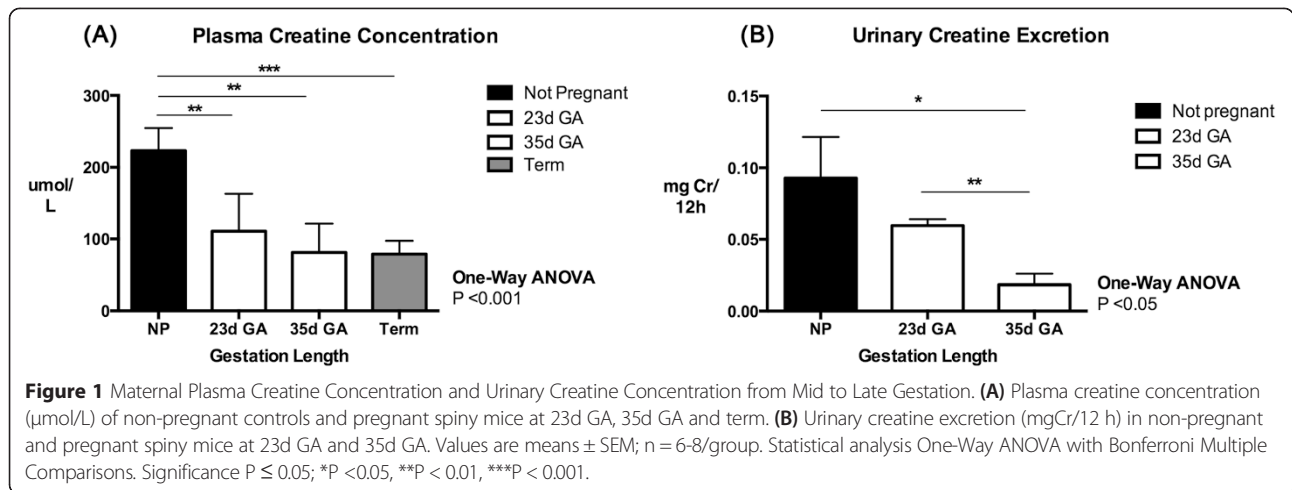 (A) Plasma Creatine Concentration
***
**
**
Not Pregnant
23d GA
35d GA
Term
300
200
100
0
umol/
L
NP 23d GA 35d GA Term
Gestation Length
One-Way ANOVA
P <0.001
(B) Urinary Creatine Excretion
*
**
Not pregnant
23d GA
35d GA
0.15
0.10
0.05
0.00
mg Cr/
12h
NP 23d GA 35d GA
Gestation Length
One-Way ANOVA
P <0.05
Figure 1 Maternal Plasma Creatine Concentration and Urinary Creatine Concentration from Mid to Late Gestation. (A) Plasma creatine concentration
(μmol/L) of non-pregnant controls and pregnant spiny mice at 23d GA, 35d GA and term. (B) Urinary creatine excretion (mgCr/12 h) in non-pregnant
and pregnant spiny mice at 23d GA and 35d GA. Values are means ± SEM; n = 6-8/group. Statistical analysis One-Way ANOVA with Bonferroni Multiple
Comparisons. Significance P ≤ 0.05; *P <0.05, **P < 0.01, ***P < 0.001.